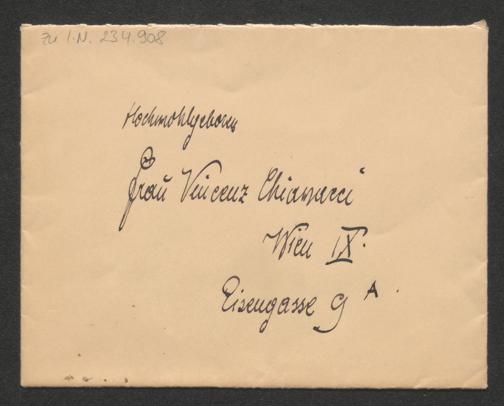 Zu I.N. 234.908
Hochwohlgeboren
Frau Vincenz Chiavacci
Wien IX.
Eisengasse 9 A.